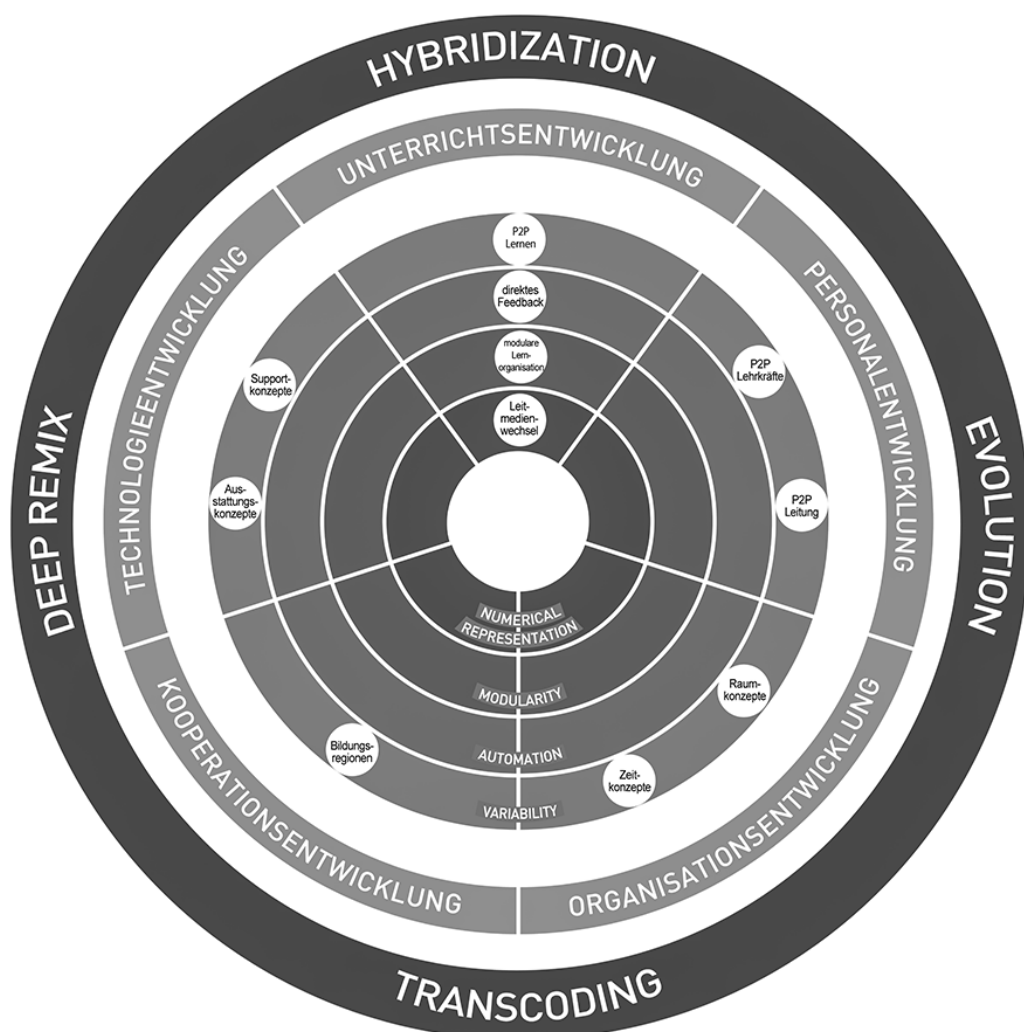 HYBRIDIZATION
UNTERRICHTSENTWICKLUNG
P2P
Lernen
direktes
Feedback
modulare
Lern-
organisation
Leit-
medien-
wechsel
TECHNOLOGIEENTWICKLUNG
Support-
konzepte
Aus-
stattungs-
konzepte
PERSONALENTWICKLUNG
P2P
Lehrkräfte
P2P
Leitung
DEEP REMIX
EVOLUTION
NUMERICAL
REPRESENTATION
MODULARITY
AUTOMATION
VARIABILITY
Raum-
konzepte
Zeit-
konzepte
Bildungs-
regionen
KOOPERATIONSENTWICKLUNG
ORGANISATIONSENTWICKLUNG
TRANSCODING